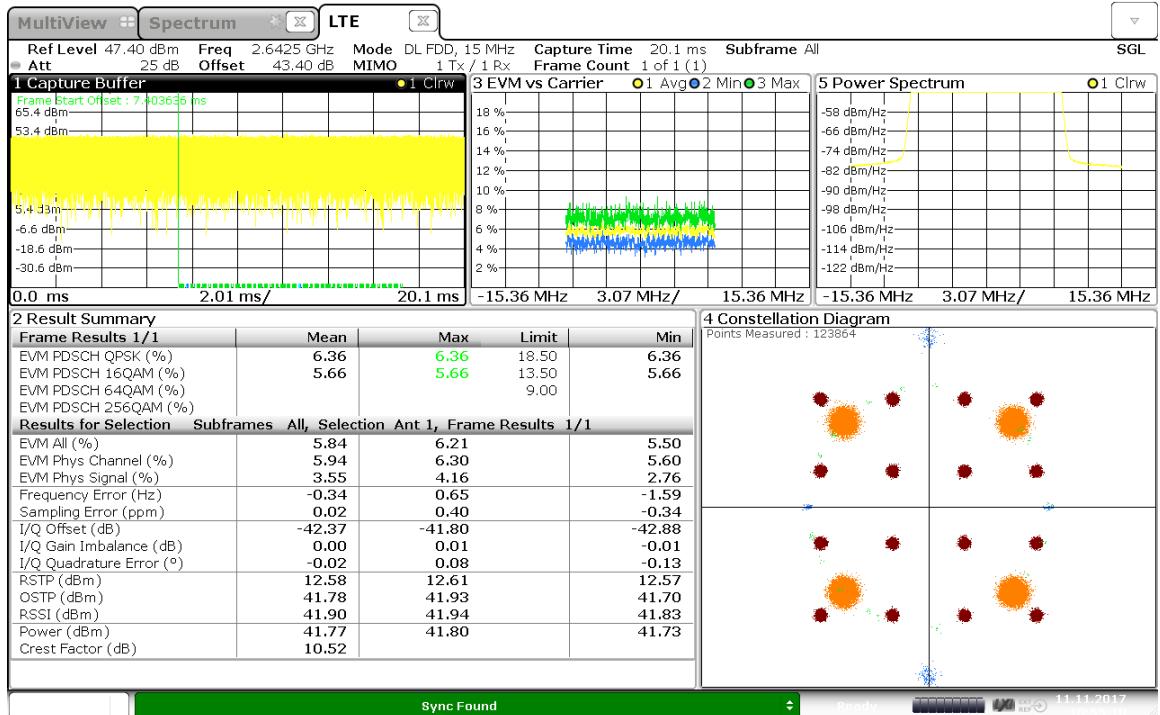 MultiView Spectrum LTE
Ref Level 47.40 dBm Freq 2.6425 GHz Mode DL FDD, 15 MHz Capture Time 20.1 ms Subframe All SGL
Att 25 dB Offset 43.40 dB MIMO 1 Tx / 1 Rx Frame Count 1 of 1 (1)
1 Capture Buffer 1 Clrw
Frame Start Offset : 7.403636 ms
65.4 dBm
53.4 dBm
5.4 dBm
-6.6 dBm
-18.6 dBm
-30.6 dBm
0.0 ms 2.01 ms/ 20.1 ms
3 EVM vs Carrier 1 Avg 2 Min 3 Max
18 %
16 %
14 %
12 %
10 %
8 %
6 %
4 %
2 %
-15.36 MHz 3.07 MHz/ 15.36 MHz
5 Power Spectrum 1 Clrw
-58 dBm/Hz
-66 dBm/Hz
-74 dBm/Hz
-82 dBm/Hz
-90 dBm/Hz
-98 dBm/Hz
-106 dBm/Hz
-114 dBm/Hz
-122 dBm/Hz
-15.36 MHz 3.07 MHz/ 15.36 MHz
2 Result Summary
Frame Results 1/1 Mean Max Limit Min
EVM PDSCH QPSK (%) 6.36 6.36 18.50 6.36
EVM PDSCH 16QAM (%) 5.66 5.66 13.50 5.66
EVM PDSCH 64QAM (%) 9.00
EVM PDSCH 256QAM (%)
Results for Selection Subframes All, Selection Ant 1, Frame Results 1/1
EVM All (%) 5.84 6.21 5.50
EVM Phys Channel (%) 5.94 6.30 5.60
EVM Phys Signal (%) 3.55 4.16 2.76
Frequency Error (Hz) -0.34 0.65 -1.59
Sampling Error (ppm) 0.02 0.40 -0.34
I/Q Offset (dB) -42.37 -41.80 -42.88
I/Q Gain Imbalance (dB) 0.00 0.01 -0.01
I/Q Quadrature Error (º) -0.02 0.08 -0.13
RSTP (dBm) 12.58 12.61 12.57
OSTP (dBm) 41.78 41.93 41.70
RSSI (dBm) 41.90 41.94 41.83
Power (dBm) 41.77 41.80 41.73
Crest Factor (dB) 10.52
4 Constellation Diagram
Points Measured : 123864
Sync Found
Ready
LXI
11.11.2017